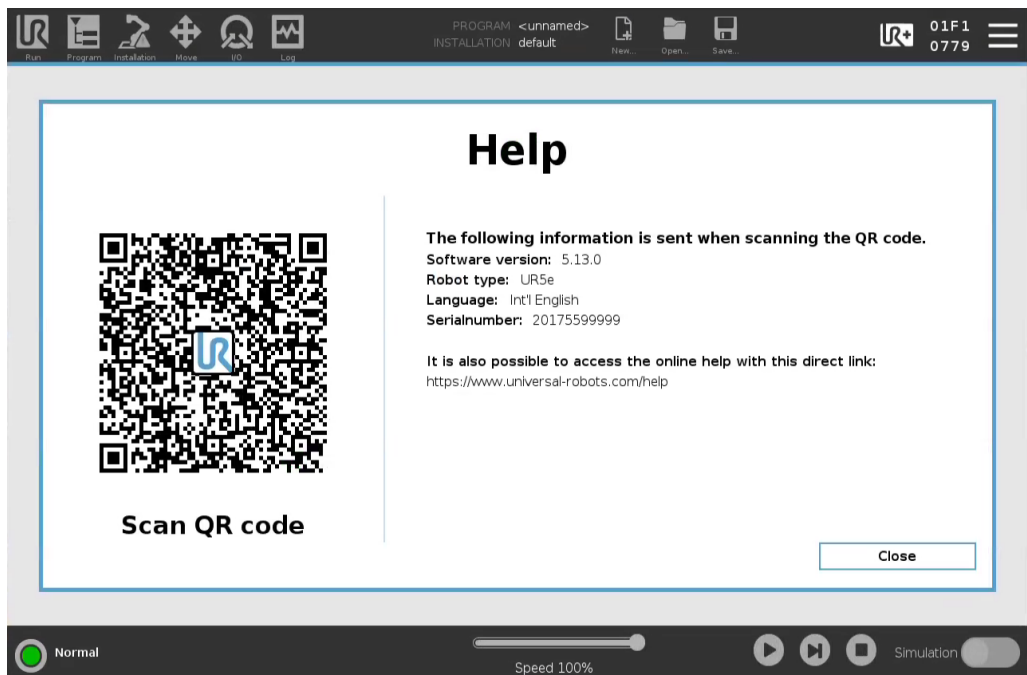 PROGRAM <unnamed>
INSTALLATION default
Run Program Installation Move I/O Log
New... Open... Save...
UR+
01F1
0779
Help
The following information is sent when scanning the QR code.
Software version: 5.13.0
Robot type: UR5e
Language: Int'l English
Serialnumber: 20175599999
It is also possible to access the online help with this direct link:
https://www.universal-robots.com/help
UR
Scan QR code
Close
Normal
Speed 100%
Simulation